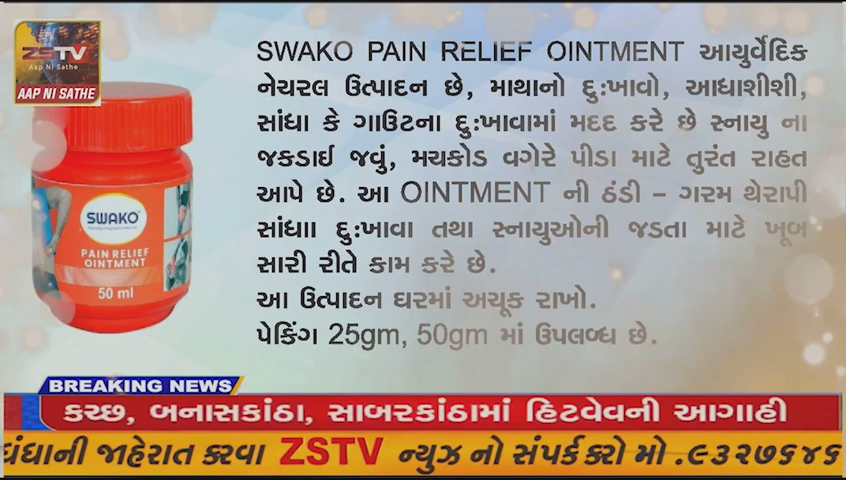 ZSTV
Aap Ni Sathe
AAP NI SATHE
SWAKO
PAIN RELIEF
OINTMENT
50 ml
SWAKO PAIN RELIEF OINTMENT આયુર્વેદિક
નેચરલ ઉત્પાદન છે, માથાનો દુઃખાવો, આધાશીશી,
સાંધા કે ગાઉટના દુઃખાવામાં મદદ કરે છે સ્નાયુ ના
જકડાઈ જવું, મચકોડ વગેરે પીડા માટે તુરંત રાહત
આપે છે. આ OINTMENT ની ઠંડી – ગરમ થેરાપી
સાંધાા દુઃખાવા તથા સ્નાયુઓની જડતા માટે ખૂબ
સારી રીતે કામ કરે છે.
આ ઉત્પાદન ઘરમાં અચૂક રાખો.
પેકિંગ 25gm, 50gm માં ઉપલબ્ધ છે.
BREAKING NEWS
કચ્છ, બનાસકાંઠા, સાબરકાંઠામાં હિટવેવની આગાહી
ધંધાની જાહેરાત કરવા ZSTV ન્યુઝ નો સંપર્ક કરો મો .૯૩૨૭૬૪૬